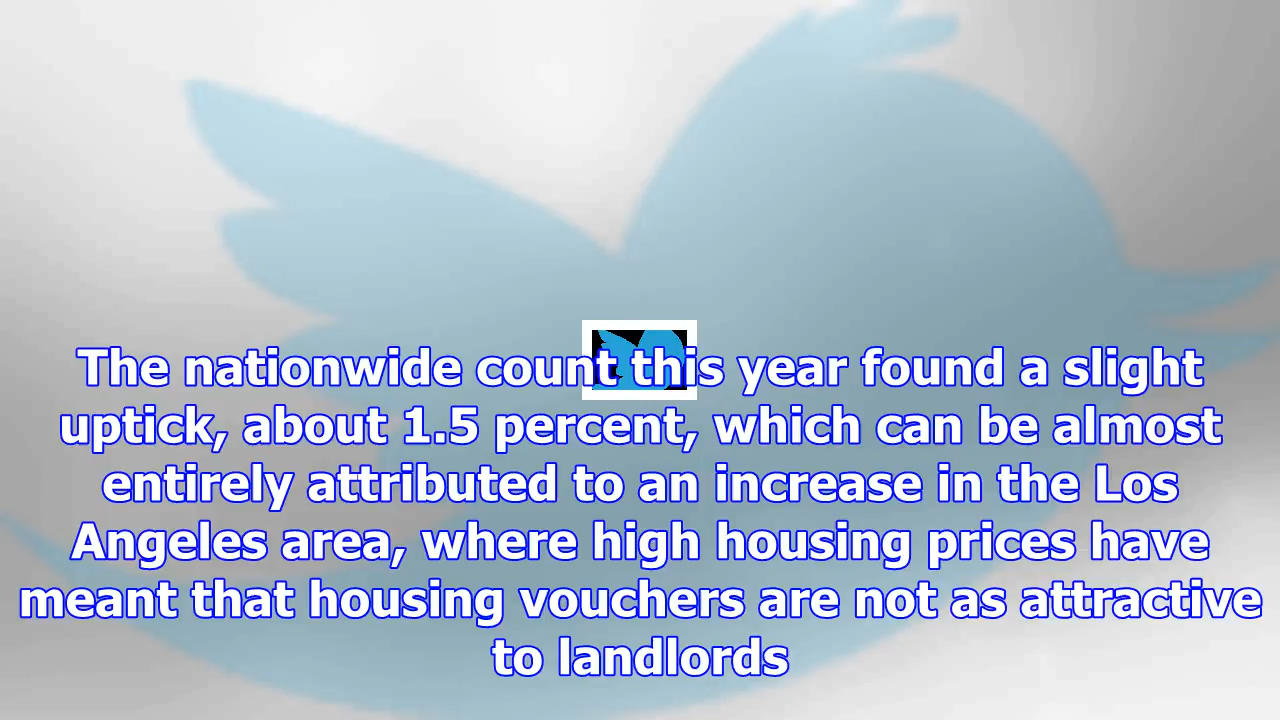 The nationwide count this year found a slight
uptick, about 1.5 percent, which can be almost
entirely attributed to an increase in the Los
Angeles area, where high housing prices have
meant that housing vouchers are not as attractive
to landlords